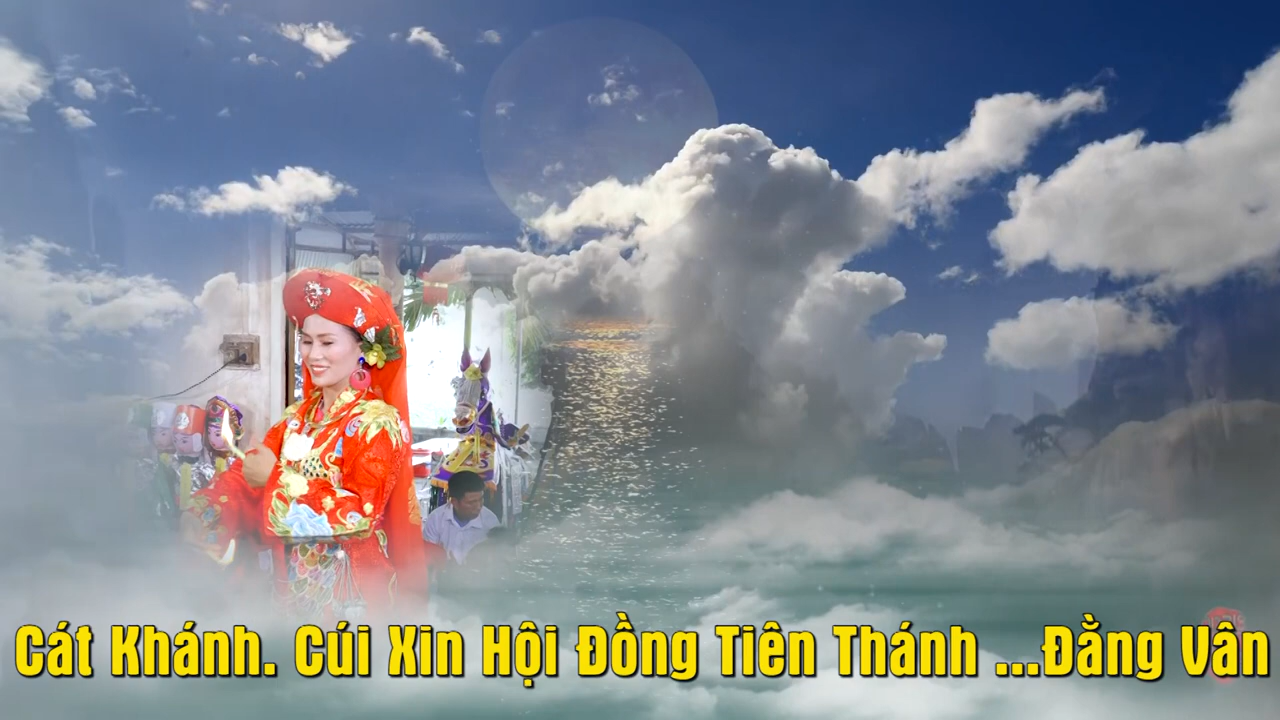 Cát Khánh. Cúi Xin Hội Đồng Tiên Thánh ...Đằng Vân